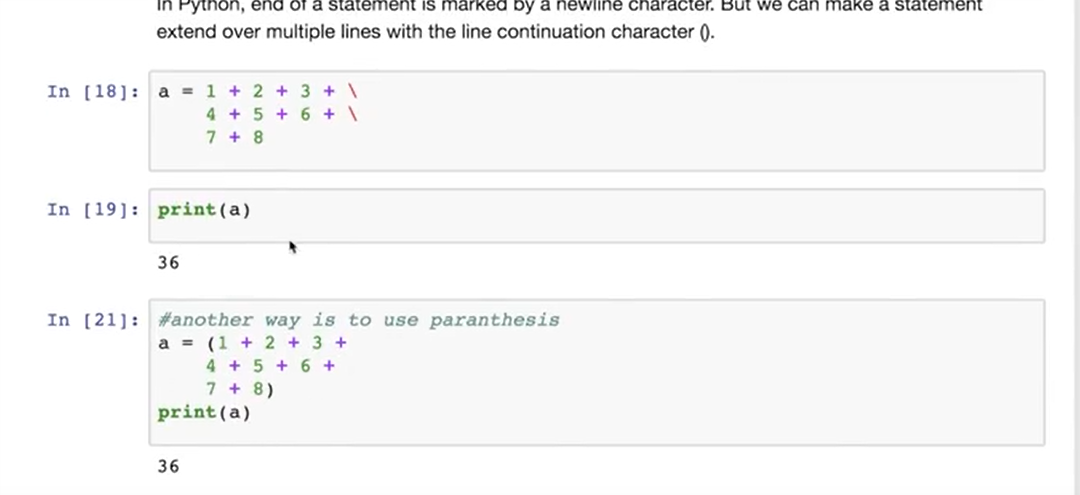 In Python, end of a statement is marked by a newline character. But we can make a statement
extend over multiple lines with the line continuation character ().
In [18]: a = 1 + 2 + 3 + \
4 + 5 + 6 + \
7 + 8
In [19]: print(a)
36
In [21]: #another way is to use paranthesis
a = (1 + 2 + 3 +
4 + 5 + 6 +
7 + 8)
print(a)
36